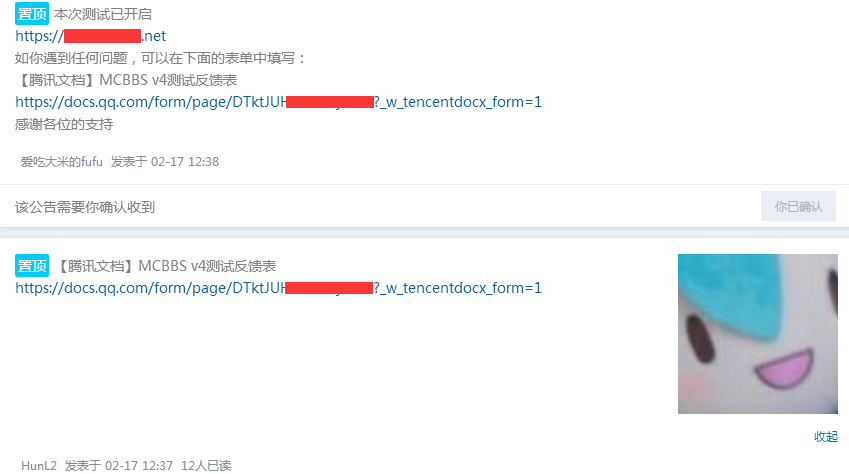 置顶 本次测试已开启
https:// .net
如你遇到任何问题，可以在下面的表单中填写：
【腾讯文档】MCBBS v4测试反馈表
https://docs.qq.com/form/page/DTktJUH ?_w_tencentdocx_form=1
感谢各位的支持
爱吃大米的fufu 发表于 02-17 12:38
该公告需要你确认收到
你已确认
置顶 【腾讯文档】MCBBS v4测试反馈表
https://docs.qq.com/form/page/DTktJUH ?_w_tencentdocx_form=1
收起
HunL2 发表于 02-17 12:37 12人已读